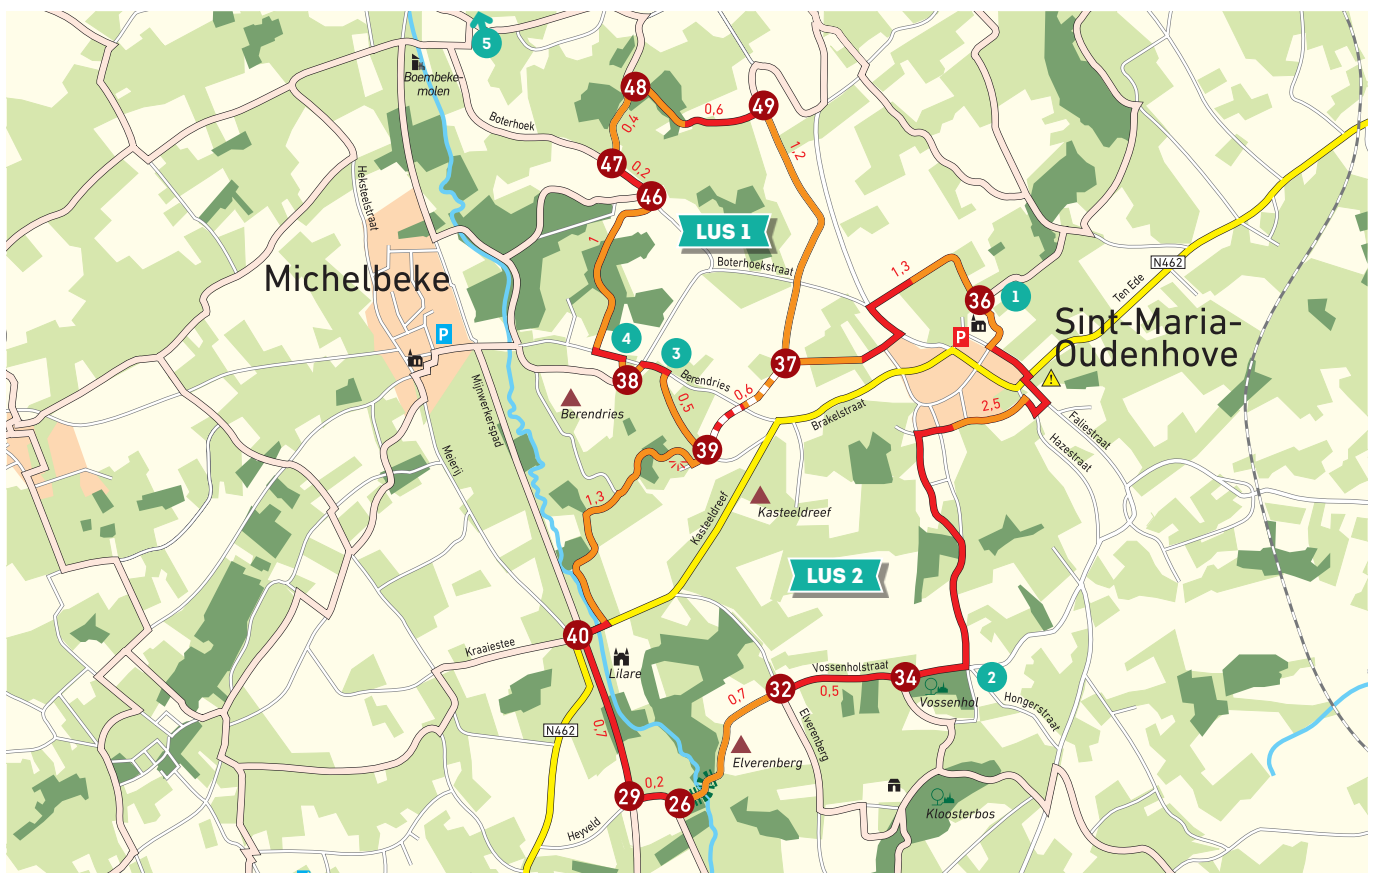 5
Boembeke-
molen
48
0,6
49
Boterhoek
0,4
1,2
47
0,2
46
Heksteelstraat
LUS 1
1
Boterhoekstraat
N462
1,3
Michelbeke
Ten Ede
36
1
Sint-Maria-
Oudenhove
P
4
P
3
37
38
Berendries
0,6
Mijnwerkerspad
Berendries
0,5
Brakelstraat
2,5
Faliestraat
Hazestraat
39
Meierij
1,3
Kasteeldreef
Kasteeldreef
LUS 2
40
Kraaiestee
Lilare
Vossenholstraat
34
2
32
0,5
Vossenhol
0,7
Hongerstraat
N462
0,7
Elverenberg
Elverenberg
0,2
29
26
Kloosterbos
Heyveld